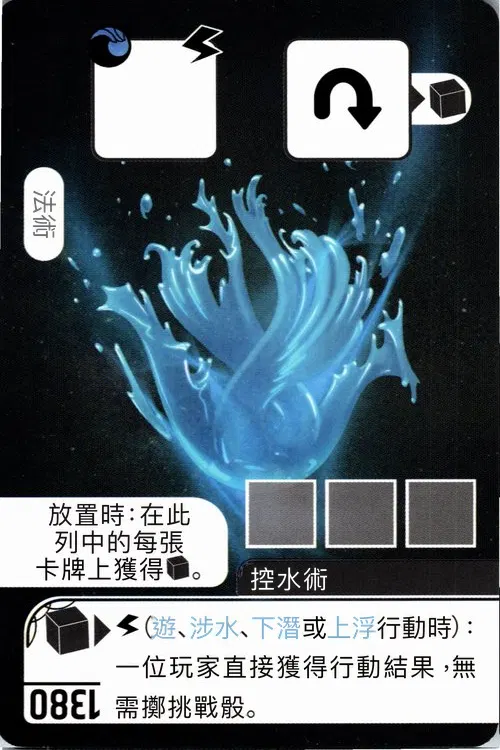 法術
放置時：在此
列中的每張
卡牌上獲得。
控水術
(遊、涉水、下潛或上浮行動時)：
一位玩家直接獲得行動結果，無
需擲挑戰骰。
1380